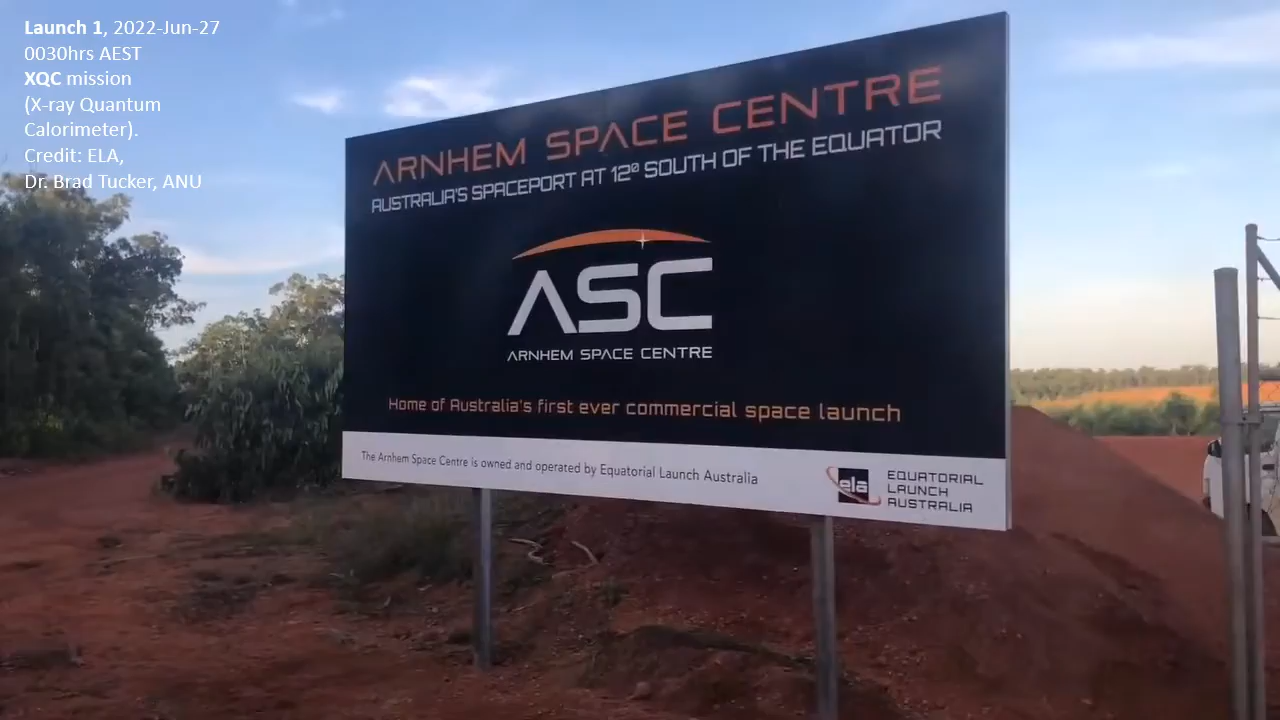 Launch 1, 2022-Jun-27
0030hrs AEST
XQC mission
(X-ray Quantum
Calorimeter).
Credit: ELA,
Dr. Brad Tucker, ANU
ARNHEM SPACE CENTRE
AUSTRALIA'S SPACEPORT AT 12º SOUTH OF THE EQUATOR
ASC
ARNHEM SPACE CENTRE
Home of Australia's first ever commercial space launch
The Arnhem Space Centre is owned and operated by Equatorial Launch Australia
ela
EQUATORIAL
LAUNCH
AUSTRALIA